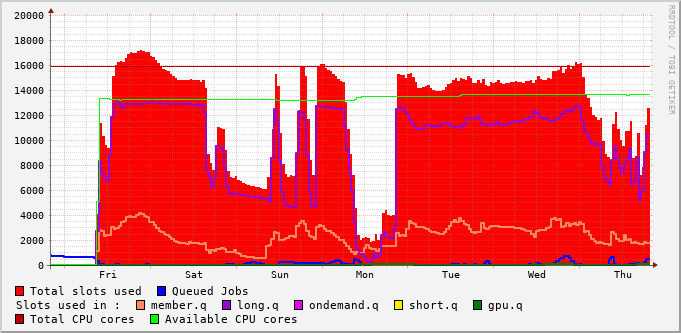 20000
18000
16000
14000
12000
10000
8000
6000
4000
2000
0
Fri Sat Sun Mon Tue Wed Thu
RRDTOOL / TOBI OETIKER
Total slots used Queued Jobs
Slots used in : member.q long.q ondemand.q short.q gpu.q
Total CPU cores Available CPU cores